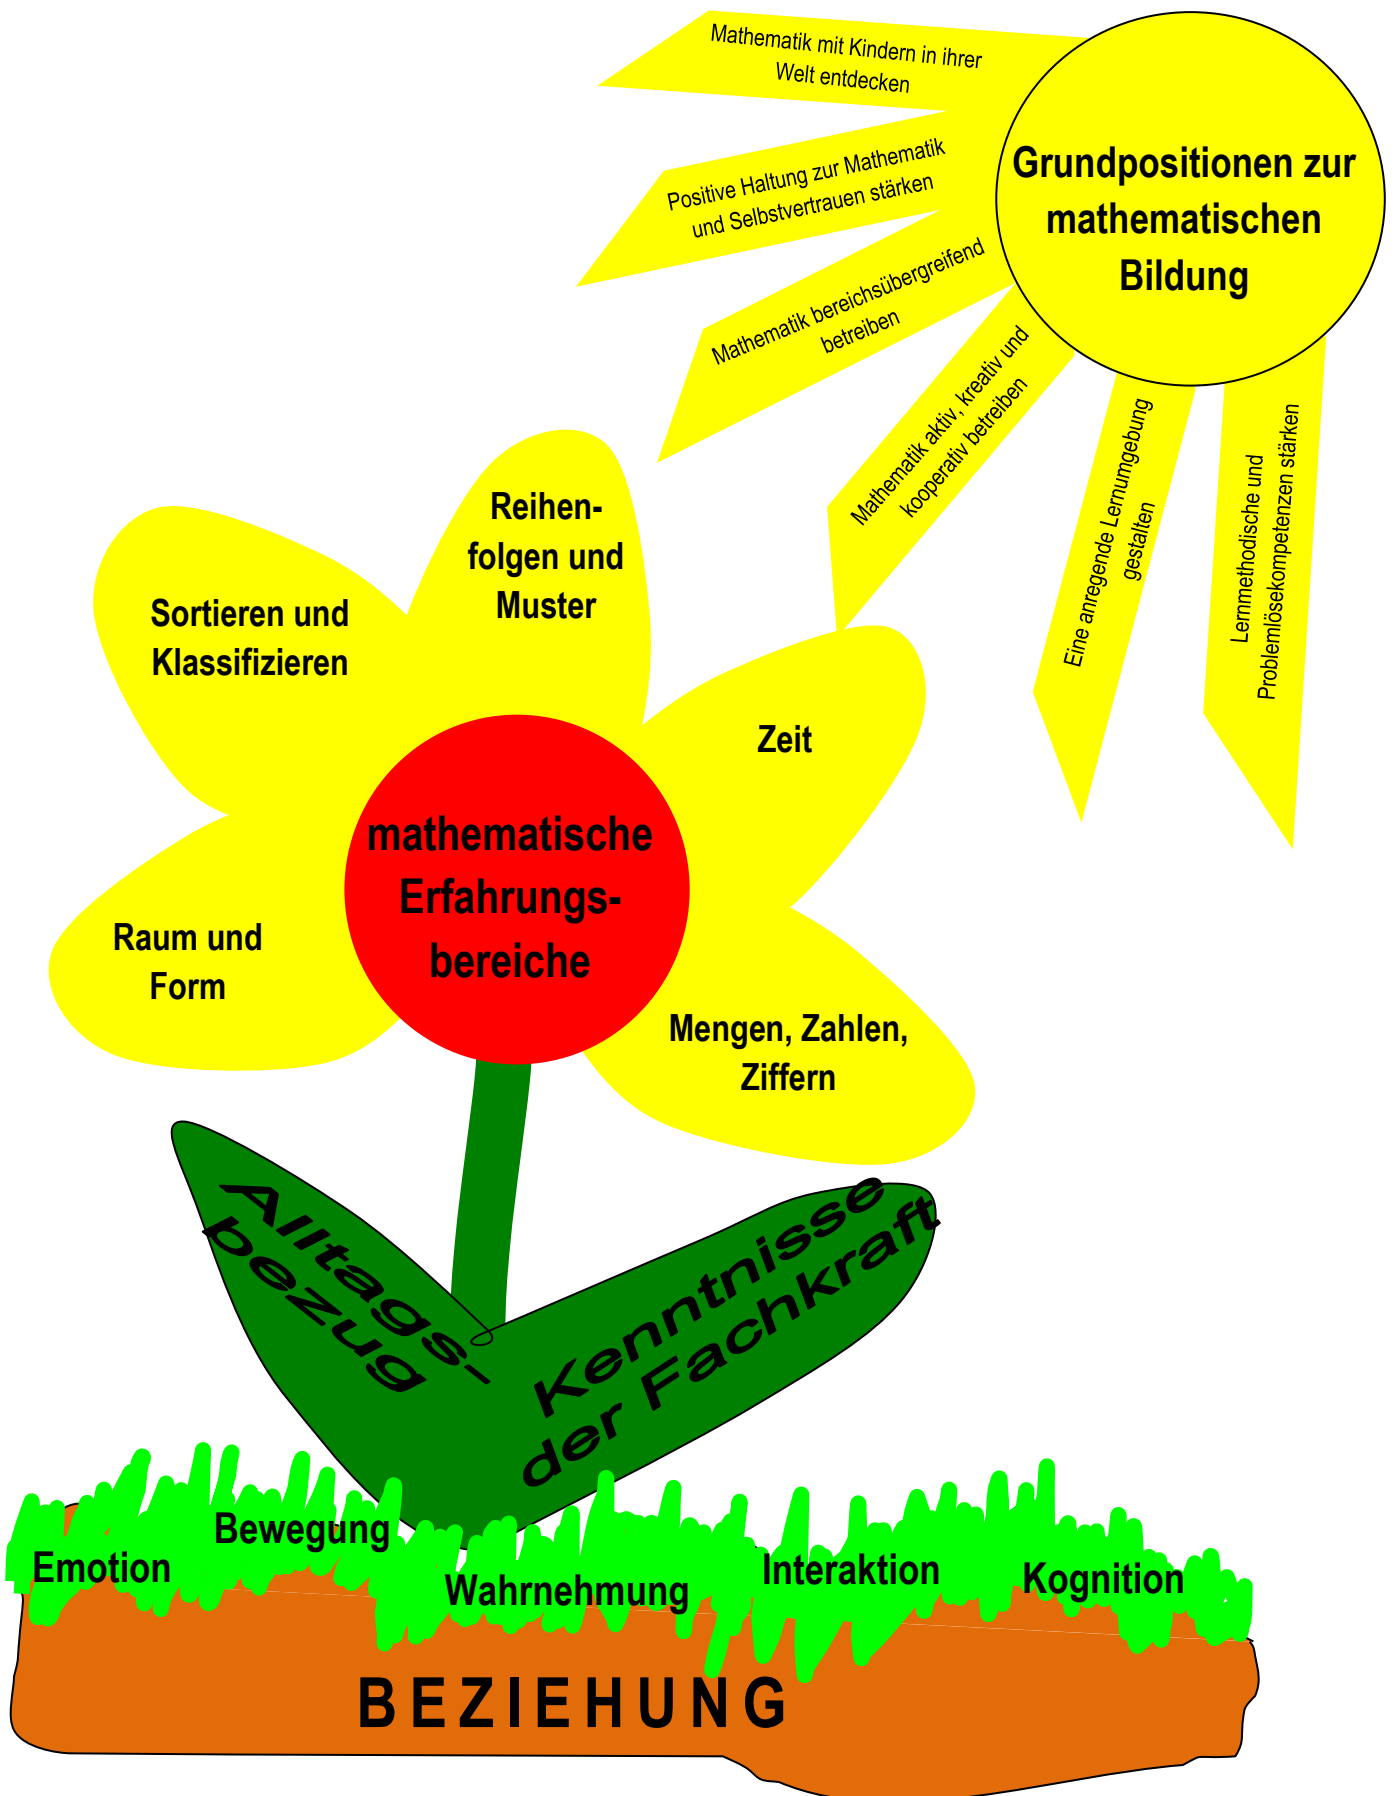 Mathematik mit Kindern in ihrer
Welt entdecken
Positive Haltung zur Mathematik
und Selbstvertrauen stärken
Mathematik bereichsübergreifend
betreiben
Mathematik aktiv, kreativ und
kooperativ betreiben
Eine anregende Lernumgebung
gestalten
Lernmethodische und
Problemlösekompetenzen stärken
Grundpositionen zur
mathematischen
Bildung
Reihen-
folgen und
Muster
Sortieren und
Klassifizieren
Zeit
mathematische
Erfahrungs-
bereiche
Raum und
Form
Mengen, Zahlen,
Ziffern
Alltags-
bezug
Kenntnisse
der Fachkraft
Emotion
Bewegung
Wahrnehmung
Interaktion
Kognition
BEZIEHUNG